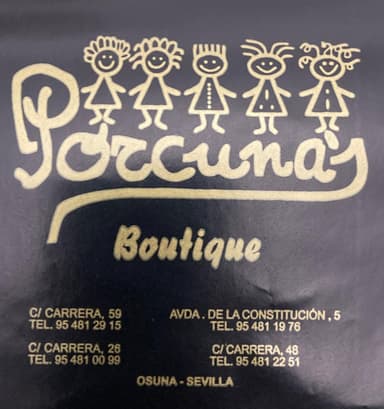 Porcuna's
Boutique
C/ CARRERA, 59
TEL. 95 481 29 15
AVDA. DE LA CONSTITUCIÓN, 5
TEL. 95 481 19 76
C/ CARRERA, 26
TEL. 95 481 00 99
C/ CARRERA, 48
TEL. 95 481 22 51
OSUNA - SEVILLA